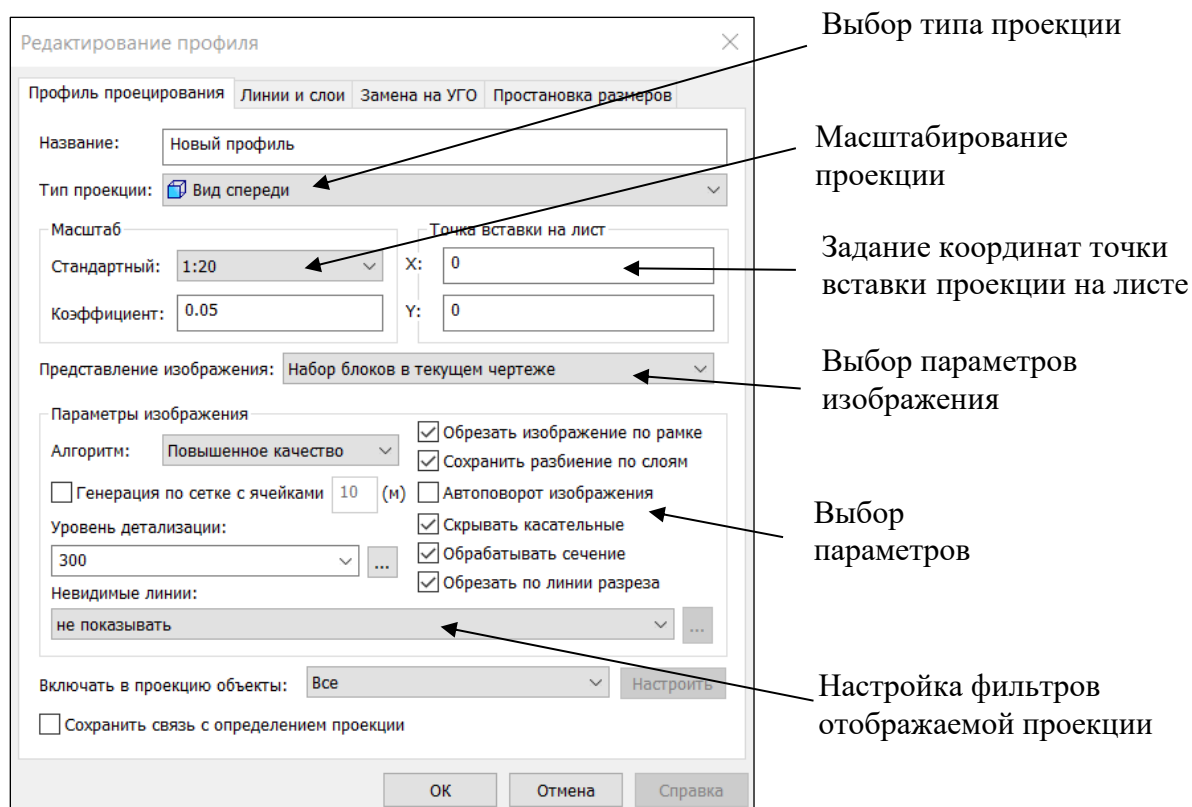 Редактирование профиля
Профиль проецирования Линии и слои Замена на УГО Простановка размеров
Название: Новый профиль
Тип проекции: Вид спереди
Масштаб
Стандартный: 1:20
Коэффициент: 0.05
Точка вставки на лист
X: 0
Y: 0
Представление изображения: Набор блоков в текущем чертеже
Параметры изображения
Алгоритм: Повышенное качество
Генерация по сетке с ячейками 10 (м)
Уровень детализации:
300 ...
Обрезать изображение по рамке
Сохранить разбиение по слоям
Автоповорот изображения
Скрывать касательные
Обрабатывать сечение
Обрезать по линии разреза
Невидимые линии:
не показывать ...
Включать в проекцию объекты: Все Настроить
Сохранить связь с определением проекции
ОК Отмена Справка
Выбор типа проекции
Масштабирование
проекции
Задание координат точки
вставки проекции на листе
Выбор параметров
изображения
Выбор
параметров
Настройка фильтров
отображаемой проекции